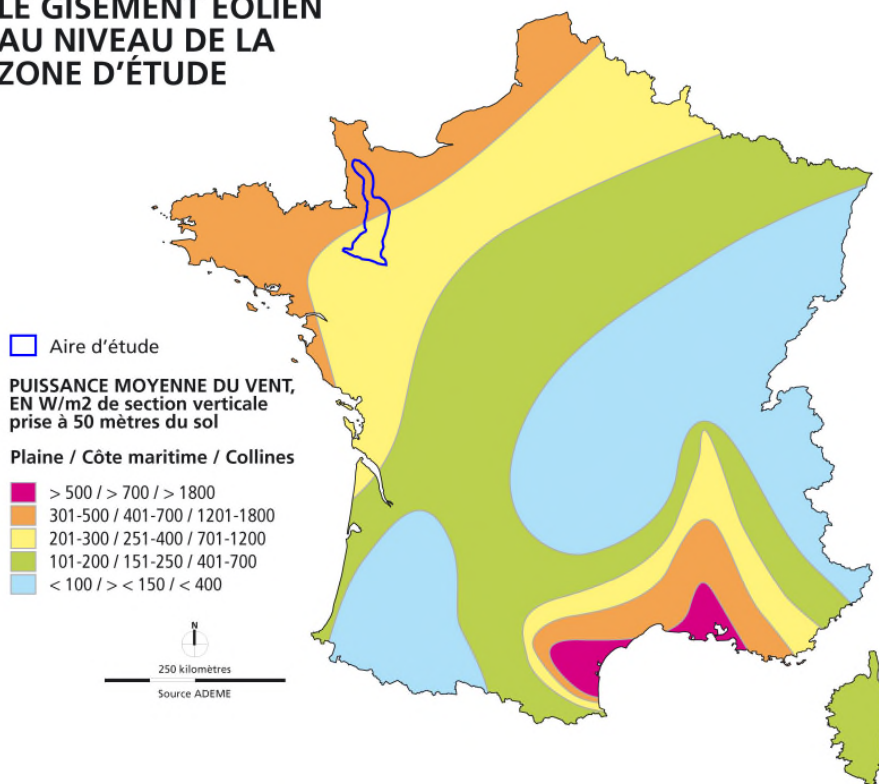 LE GISEMENT ÉOLIEN
AU NIVEAU DE LA
ZONE D'ÉTUDE
Aire d'étude
PUISSANCE MOYENNE DU VENT,
EN W/m2 de section verticale
prise à 50 mètres du sol
Plaine / Côte maritime / Collines
> 500 / > 700 / > 1800
301-500 / 401-700 / 1201-1800
201-300 / 251-400 / 701-1200
101-200 / 151-250 / 401-700
< 100 / > < 150 / < 400
N
250 kilomètres
Source ADEME